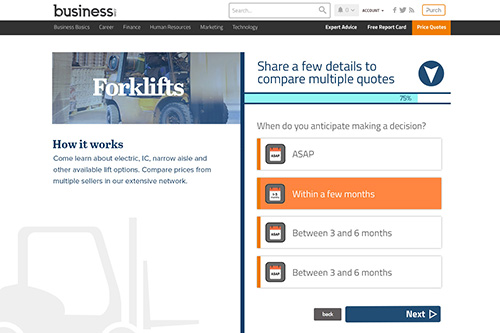 business.com
Search...
0
ACCOUNT
Purch
Business Basics Career Finance Human Resources Marketing Technology Expert Advice Free Report Card Price Quotes
Forklifts
How it works
Come learn about electric, IC, narrow aisle and
other available lift options. Compare prices from
multiple sellers in our extensive network.
Share a few details to
compare multiple quotes
75%
When do you anticipate making a decision?
ASAP ASAP
Within a few months
ASAP Between 3 and 6 months
ASAP Between 3 and 6 months
back Next